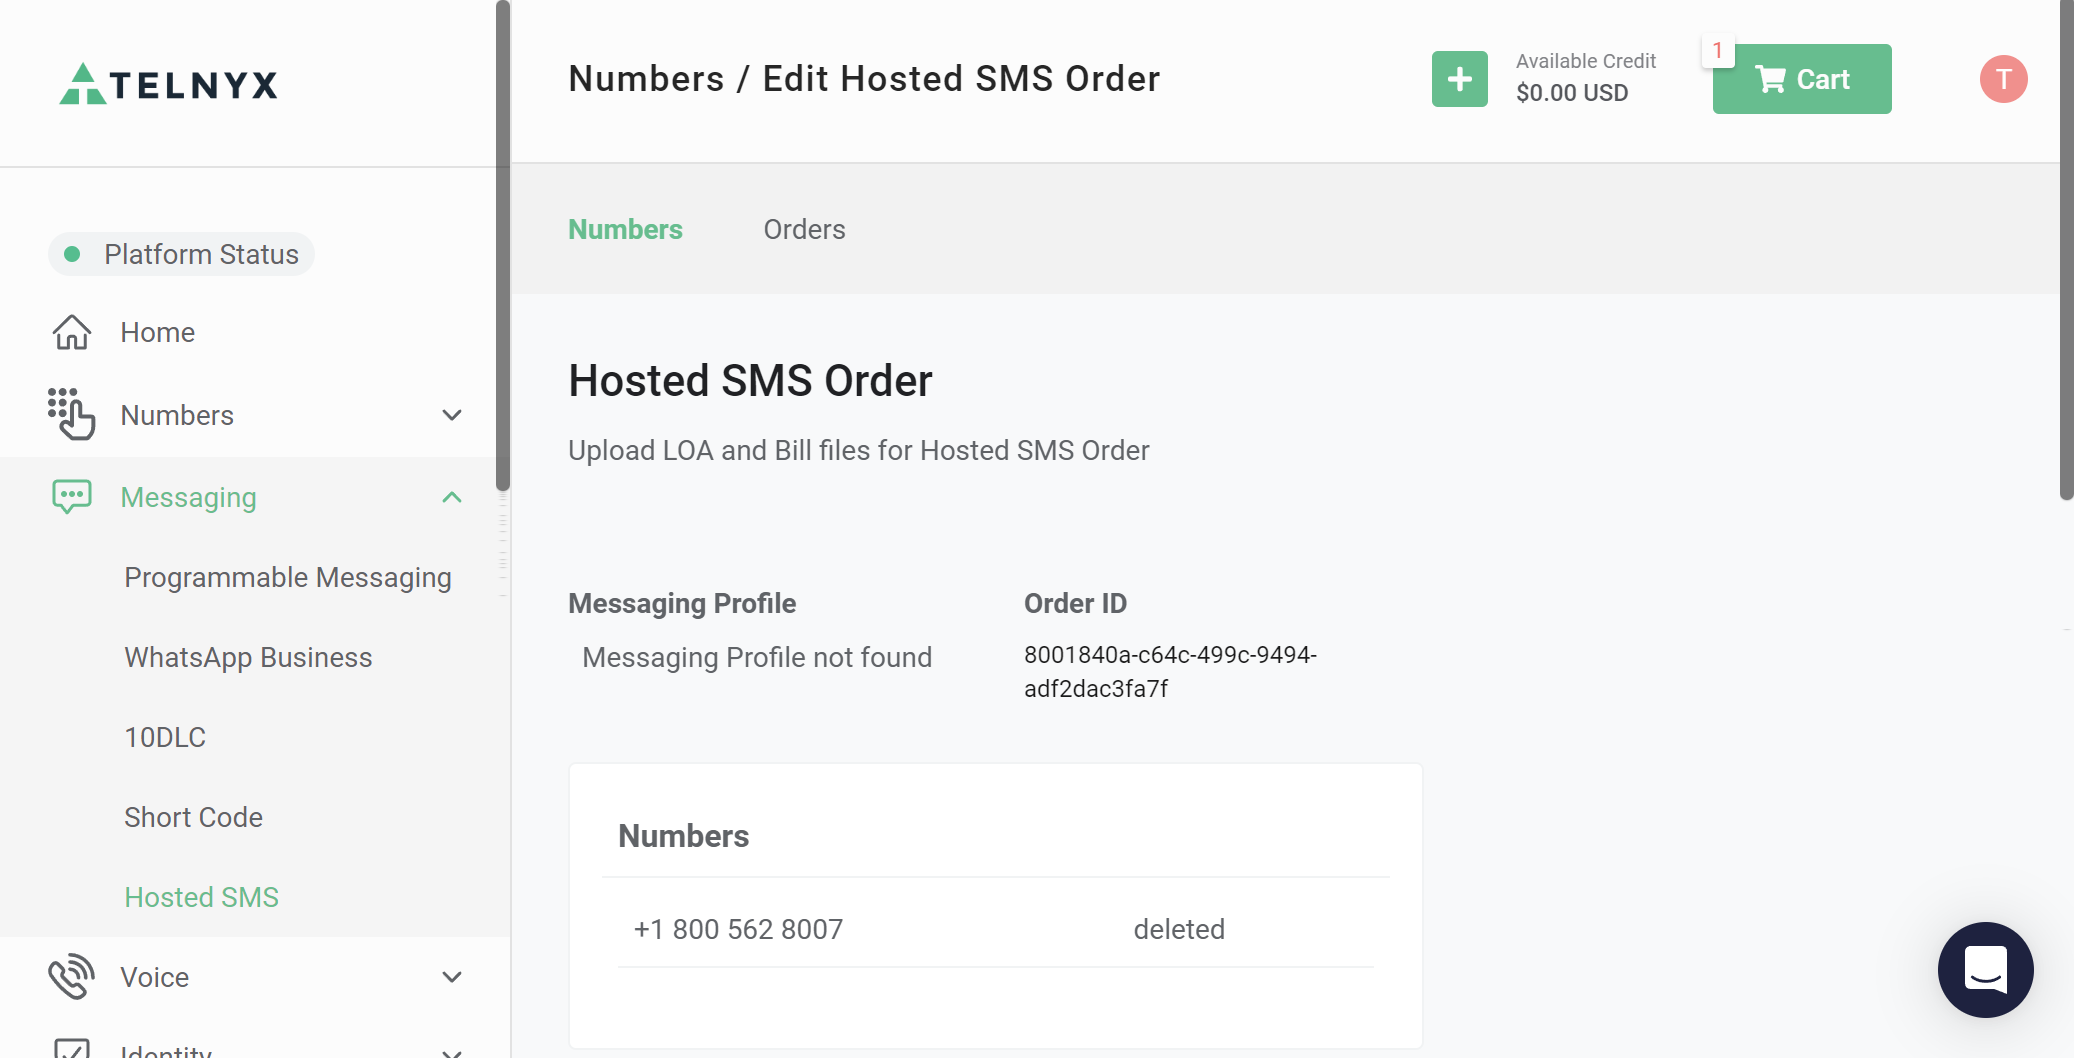 TELNYX
Numbers / Edit Hosted SMS Order
Available Credit
$0.00 USD
1
Cart
T
Platform Status
Home
Numbers
Messaging
Programmable Messaging
WhatsApp Business
10DLC
Short Code
Hosted SMS
Voice
Identity
Numbers
Orders
Hosted SMS Order
Upload LOA and Bill files for Hosted SMS Order
Messaging Profile
Messaging Profile not found
Order ID
8001840a-c64c-499c-9494-
adf2dac3fa7f
Numbers
+1 800 562 8007
deleted